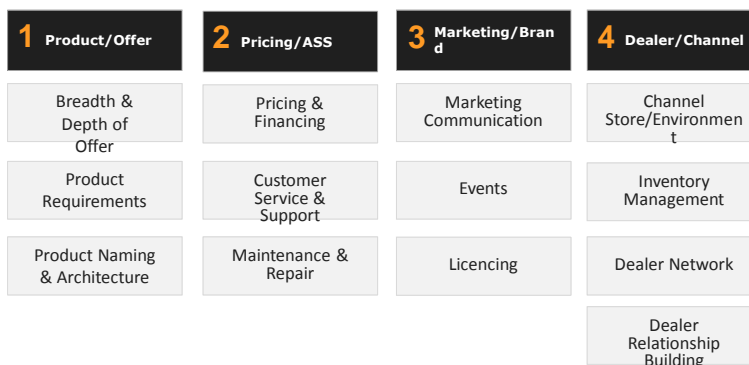 1 Product/Offer
Breadth &
Depth of
Offer
Product
Requirements
Product Naming
& Architecture
2 Pricing/ASS
Pricing &
Financing
Customer
Service &
Support
Maintenance &
Repair
3 Marketing/Bran
d
Marketing
Communication
Events
Licencing
4 Dealer/Channel
Channel
Store/Environmen
t
Inventory
Management
Dealer Network
Dealer
Relationship
Building